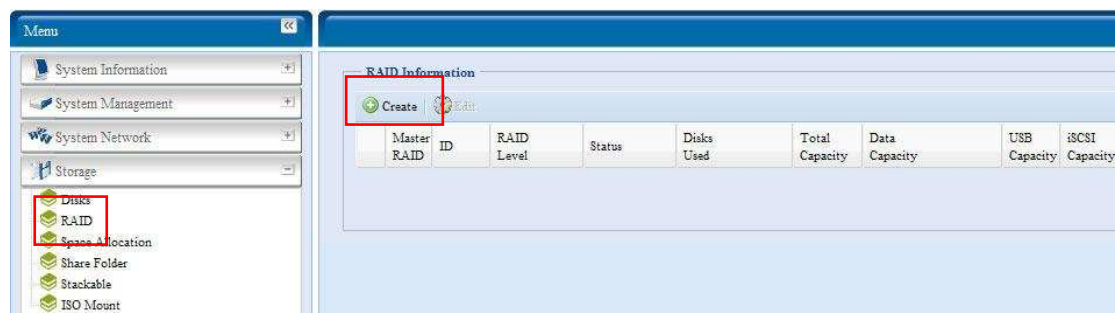 Menu
System Information
System Management
System Network
Storage
Disks
RAID
Space Allocation
Share Folder
Stackable
ISO Mount
RAID Information
Create Edit
Master RAID ID RAID Level Status Disks Used Total Capacity Data Capacity USB Capacity iSCSI Capacity